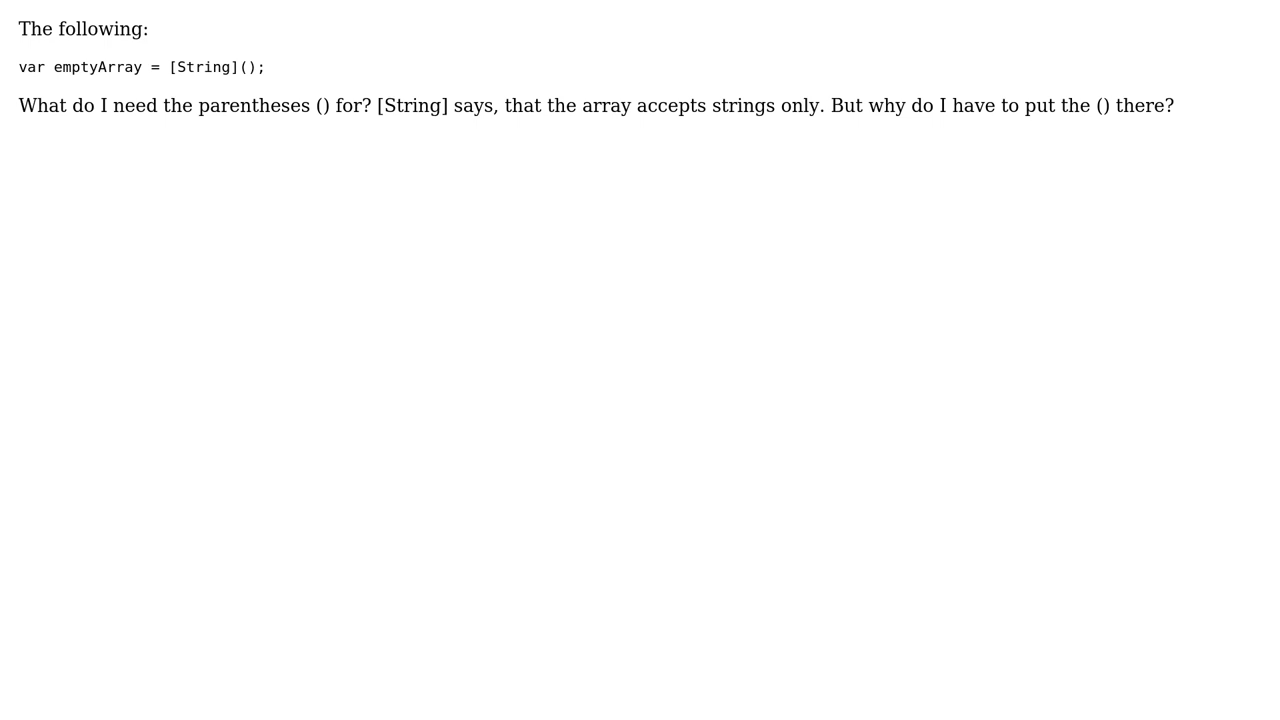 The following:
var emptyArray = [String]();
What do I need the parentheses () for? [String] says, that the array accepts strings only. But why do I have to put the () there?